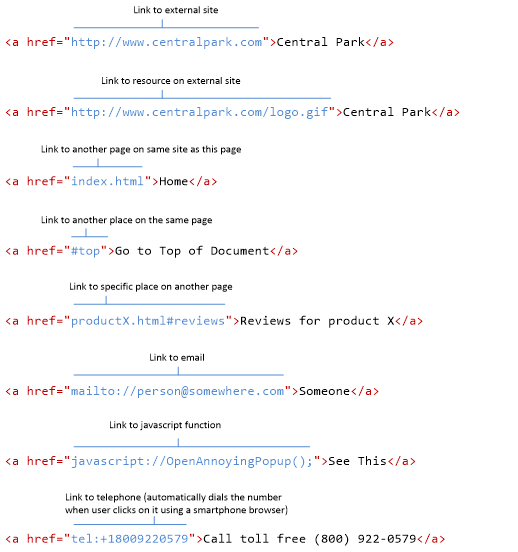 Link to external site
<a href="http://www.centralpark.com">Central Park</a>
Link to resource on external site
<a href="http://www.centralpark.com/logo.gif">Central Park</a>
Link to another page on same site as this page
<a href="index.html">Home</a>
Link to another place on the same page
<a href="#top">Go to Top of Document</a>
Link to specific place on another page
<a href="productX.html#reviews">Reviews for product X</a>
Link to email
<a href="mailto://person@somewhere.com">Someone</a>
Link to javascript function
<a href="javascript://OpenAnnoyingPopup();">See This</a>
Link to telephone (automatically dials the number
when user clicks on it using a smartphone browser)
<a href="tel:+18009220579">Call toll free (800) 922-0579</a>